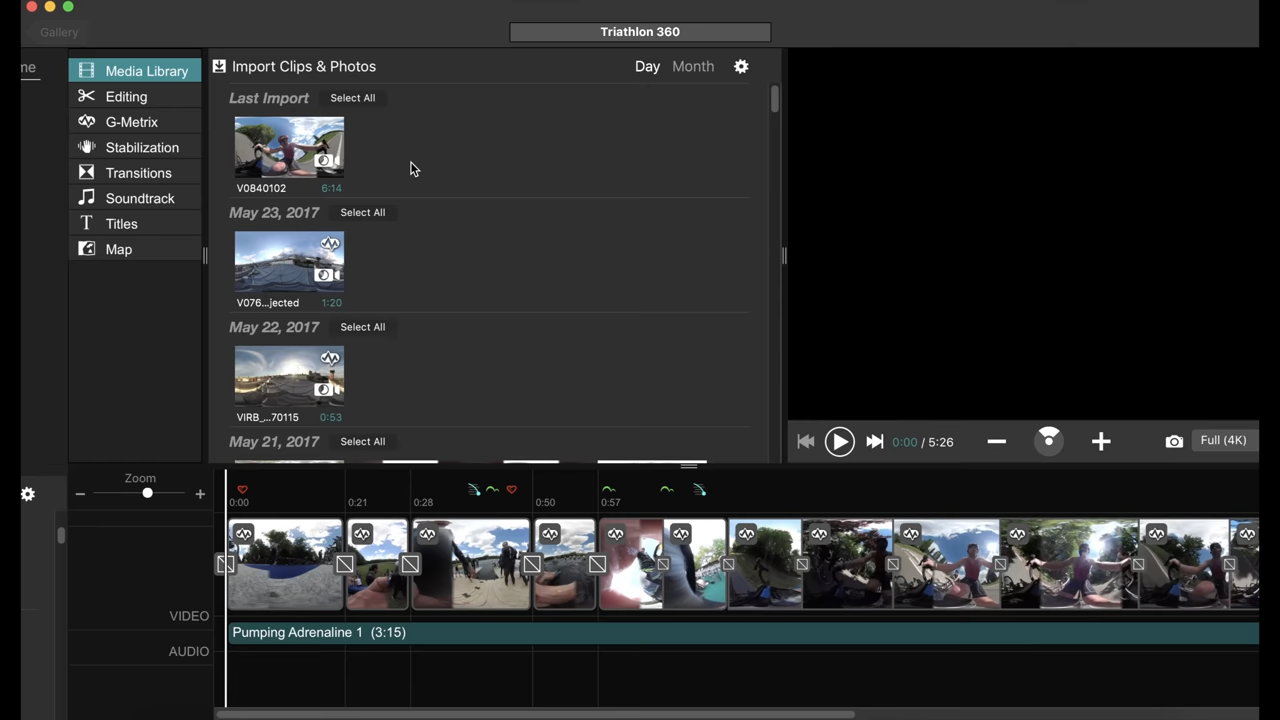 Triathlon 360
Gallery
me
Media Library
Editing
G-Metrix
Stabilization
Transitions
Soundtrack
Titles
Map
Import Clips & Photos
Day Month
Last Import Select All
V0840102 6:14
May 23, 2017 Select All
V076...jected 1:20
May 22, 2017 Select All
VIRB_...70115 0:53
May 21, 2017 Select All
0:00 / 5:26
Full (4K)
Zoom
0:00 0:21 0:28 0:50 0:57
VIDEO
Pumping Adrenaline 1 (3:15)
AUDIO